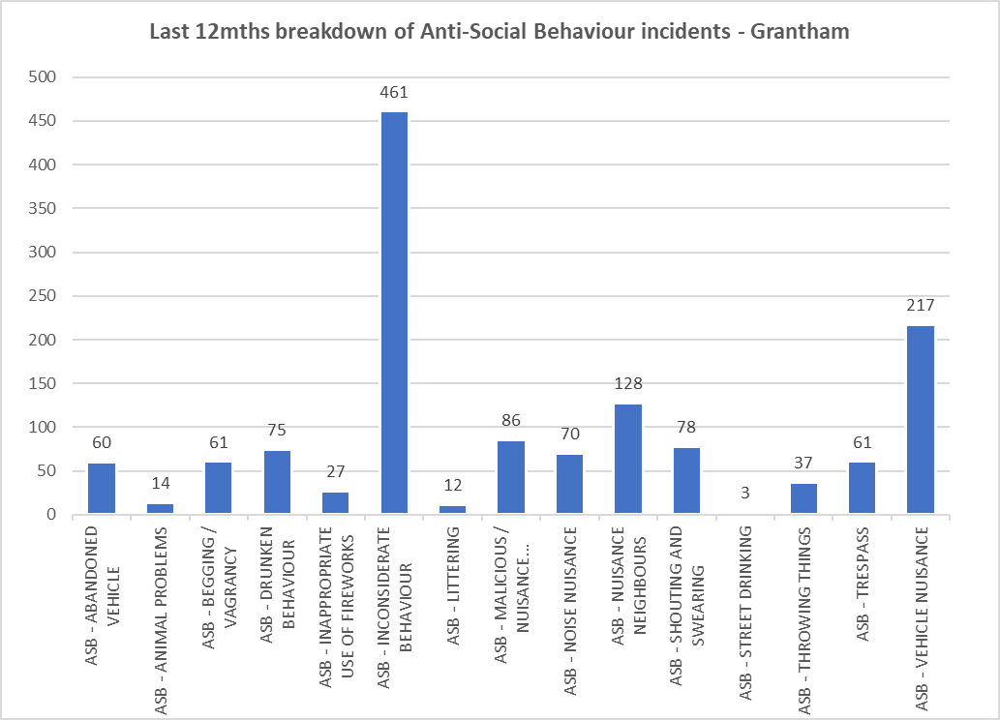 Last 12mths breakdown of Anti-Social Behaviour incidents - Grantham
500
450
400
350
300
250
200
150
100
50
0
60
14
61
75
27
461
12
86
70
128
78
3
37
61
217
ASB - ABANDONED
VEHICLE
ASB - ANIMAL PROBLEMS
ASB - BEGGING /
VAGRANCY
ASB - DRUNKEN
BEHAVIOUR
ASB - INAPPROPRIATE
USE OF FIREWORKS
ASB - INCONSIDERATE
BEHAVIOUR
ASB - LITTERING
ASB - MALICIOUS /
NUISANCE...
ASB - NOISE NUISANCE
ASB - NUISANCE
NEIGHBOURS
ASB - SHOUTING AND
SWEARING
ASB - STREET DRINKING
ASB - THROWING THINGS
ASB - TRESPASS
ASB - VEHICLE NUISANCE